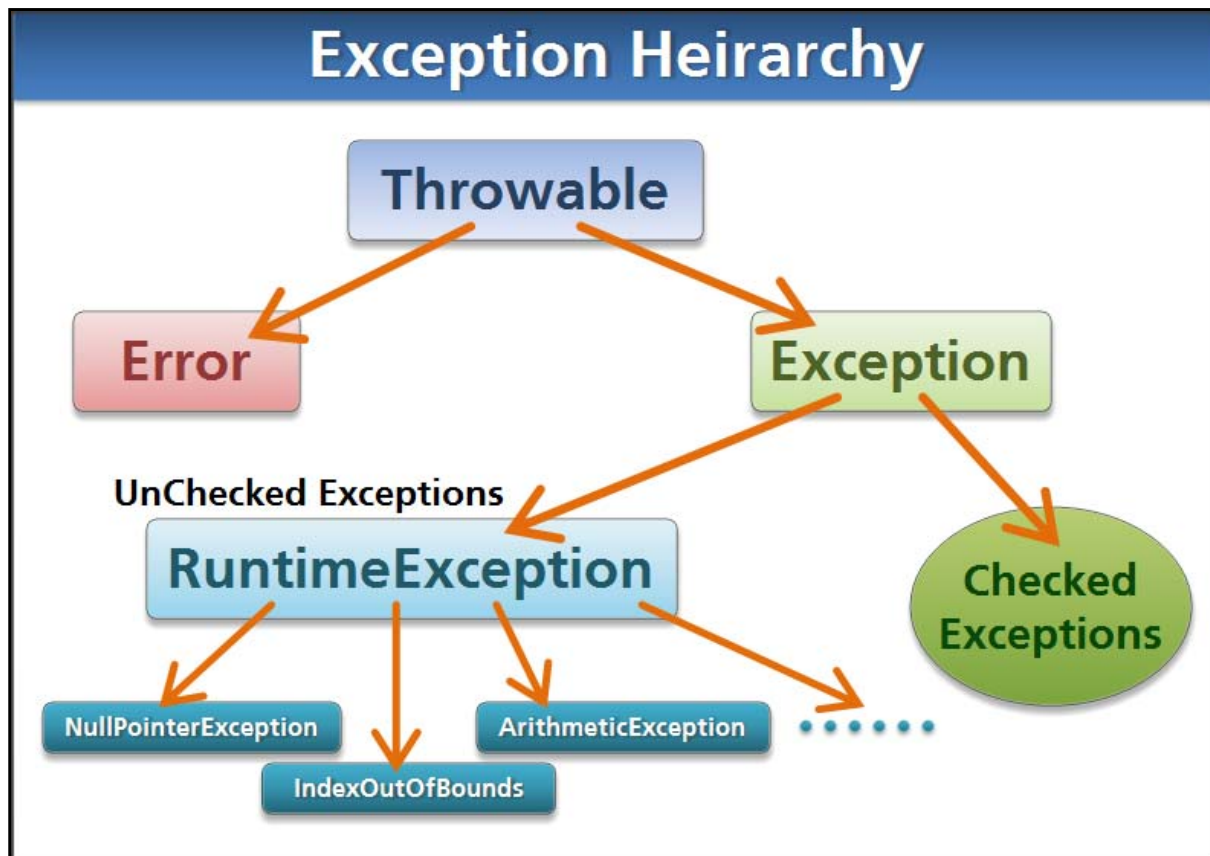 Exception Heirarchy
Throwable
Error
Exception
UnChecked Exceptions
RuntimeException
Checked
Exceptions
NullPointerException
ArithmeticException
IndexOutOfBounds